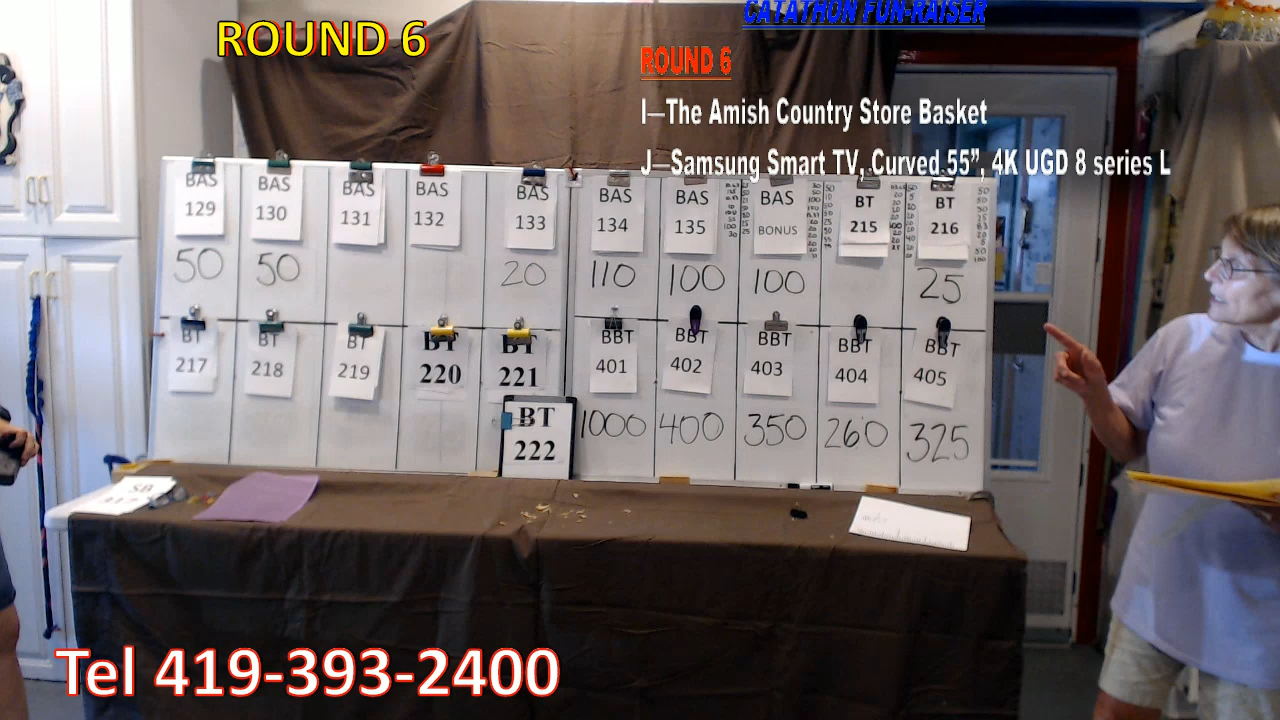 CATATHON FUN-RAISER
ROUND 6
ROUND 6
I—The Amish Country Store Basket
J—Samsung Smart TV, Curved 55”, 4K UGD 8 series L
BAS 129
BAS 130
BAS 131
BAS 132
BAS 133
BAS 134
BAS 135
BAS BONUS
BT 215
BT 216
50
50
20
110
100
100
25
BT 217
BT 218
BT 219
BT 220
BT 221
BT 222
BBT 401
BBT 402
BBT 403
BBT 404
BBT 405
1000
400
350
260
325
SB
Tel 419-393-2400